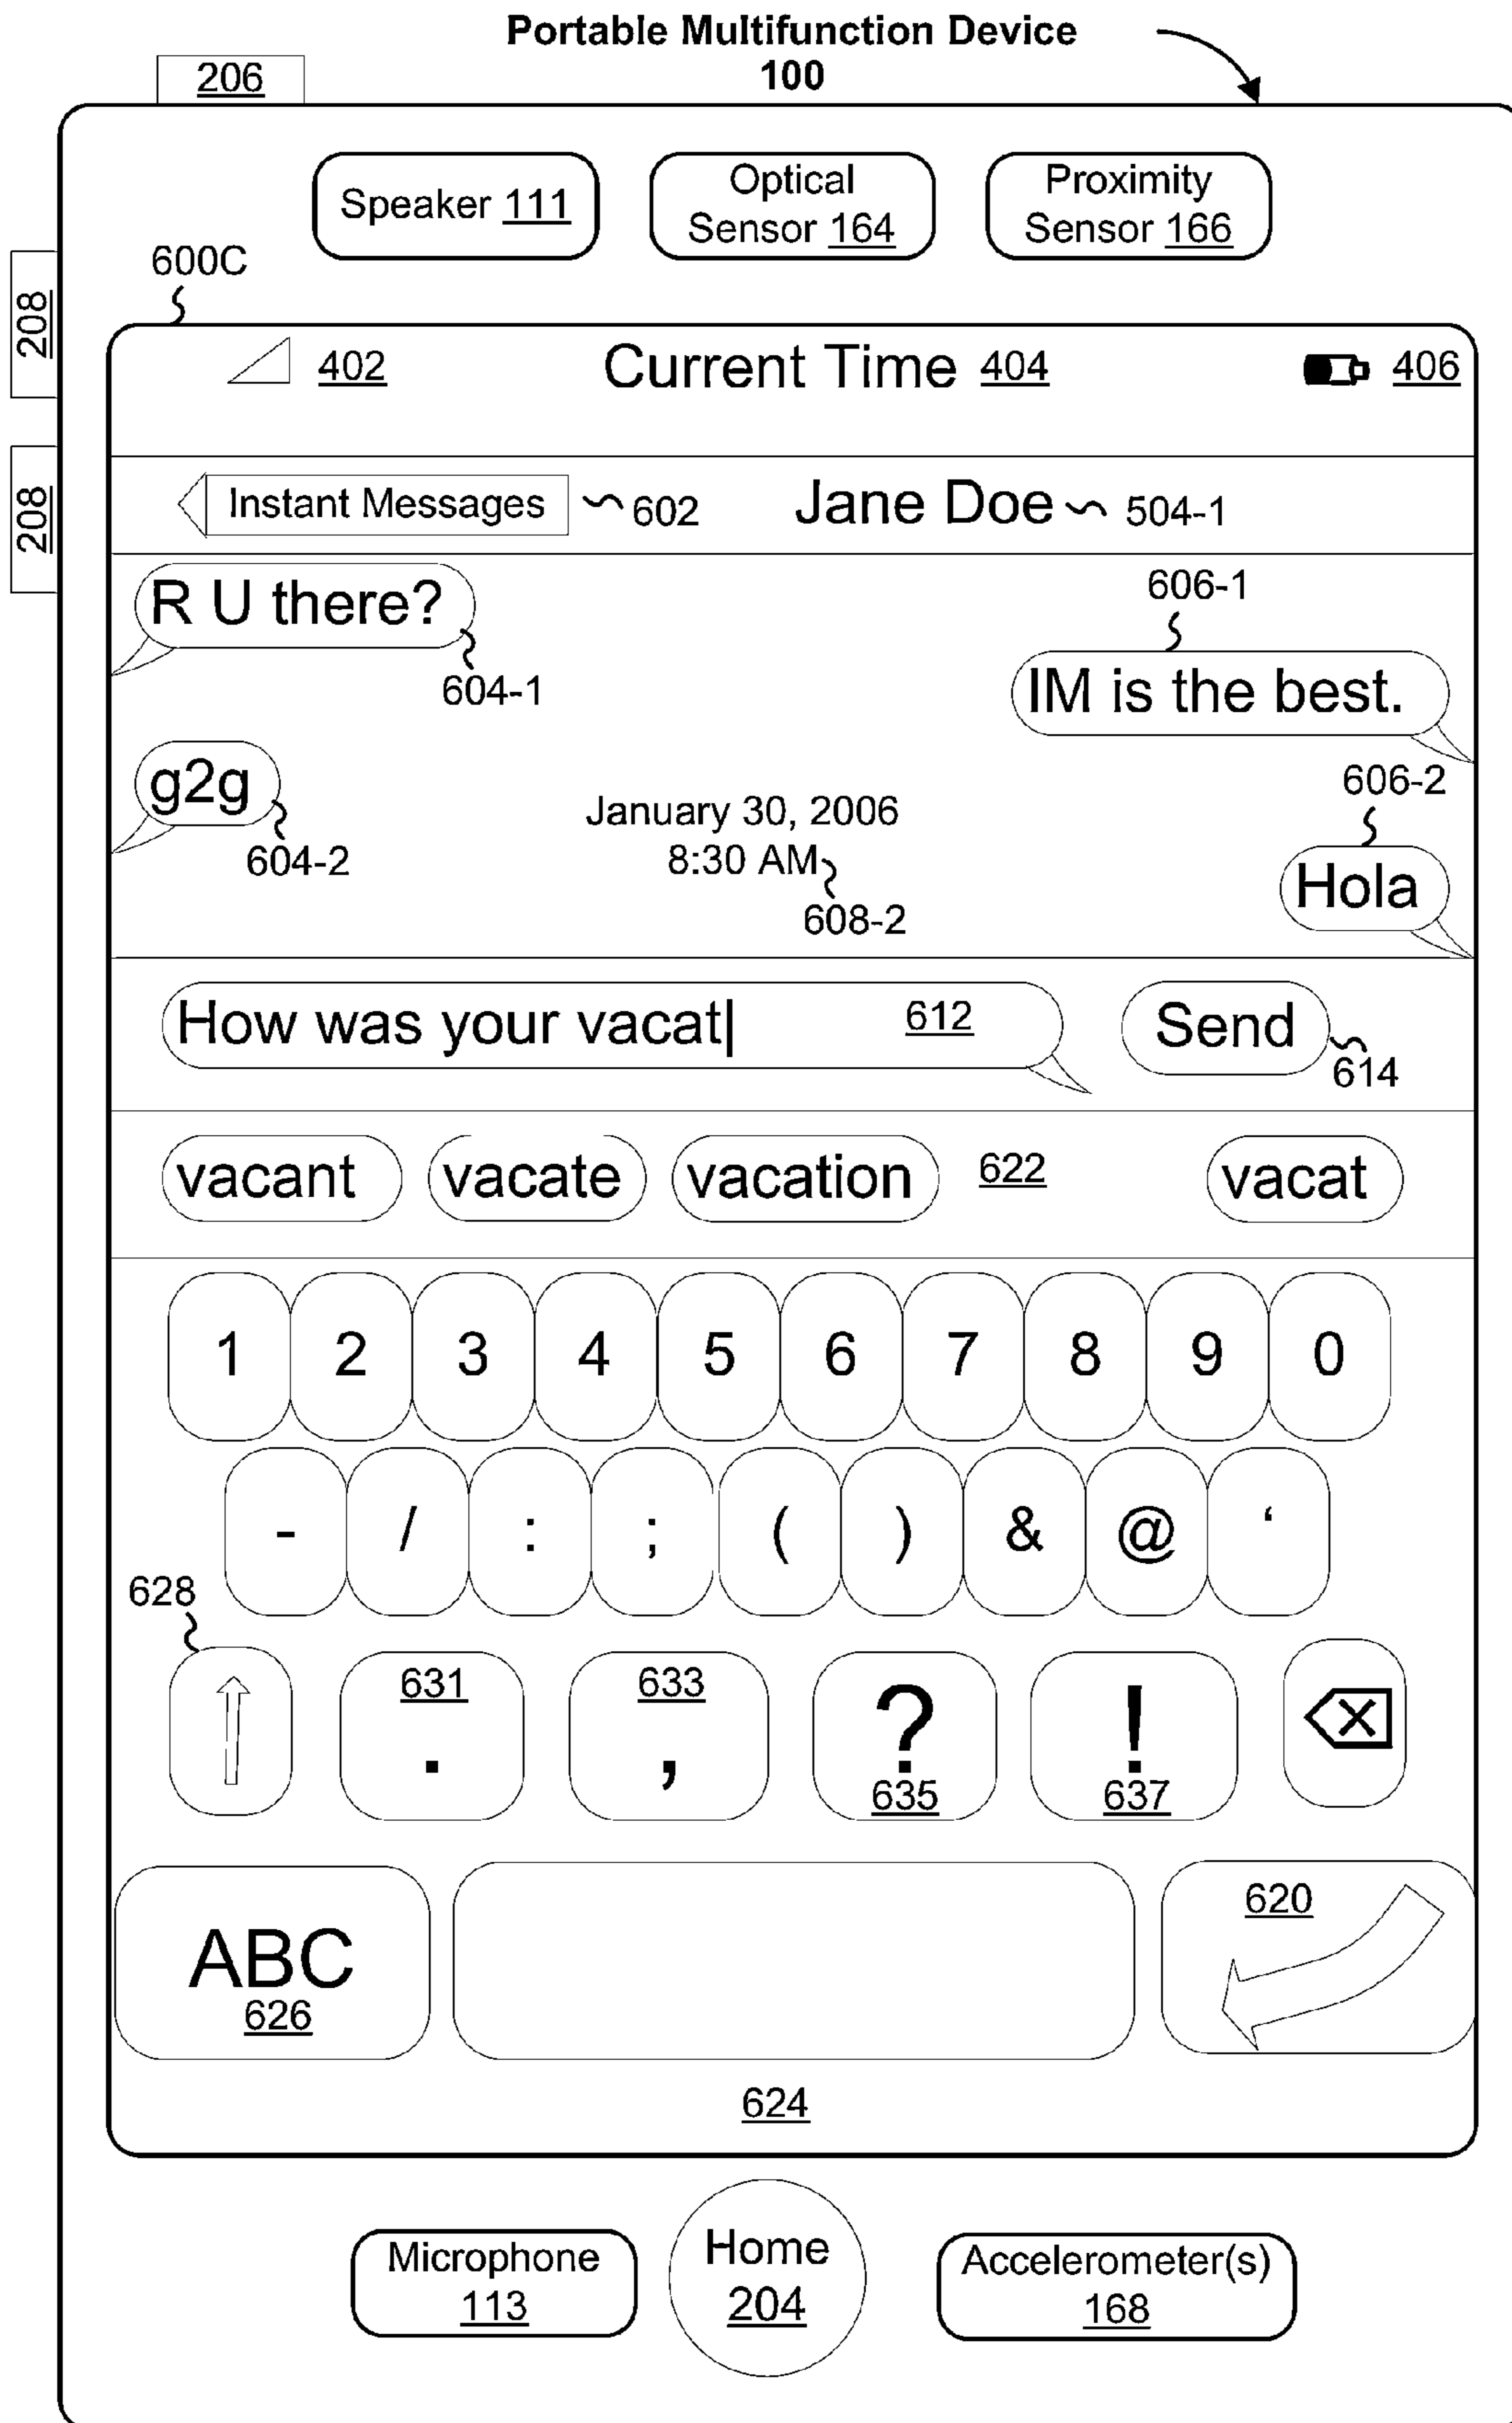 Portable Multifunction Device
100
206
Speaker 111
Optical
Sensor 164
Proximity
Sensor 166
600C
208
208
402
Current Time 404
406
Instant Messages
602
Jane Doe
504-1
R U there?
604-1
606-1
IM is the best.
g2g
604-2
January 30, 2006
8:30 AM
608-2
606-2
Hola
How was your vacat
612
Send
614
vacant vacate vacation 622 vacat
1 2 3 4 5 6 7 8 9 0
- / : ; ( ) & @ ‘
628
631
.
633
,
?
635
!
637
ABC
626
620
624
Microphone
113
Home
204
Accelerometer(s)
168